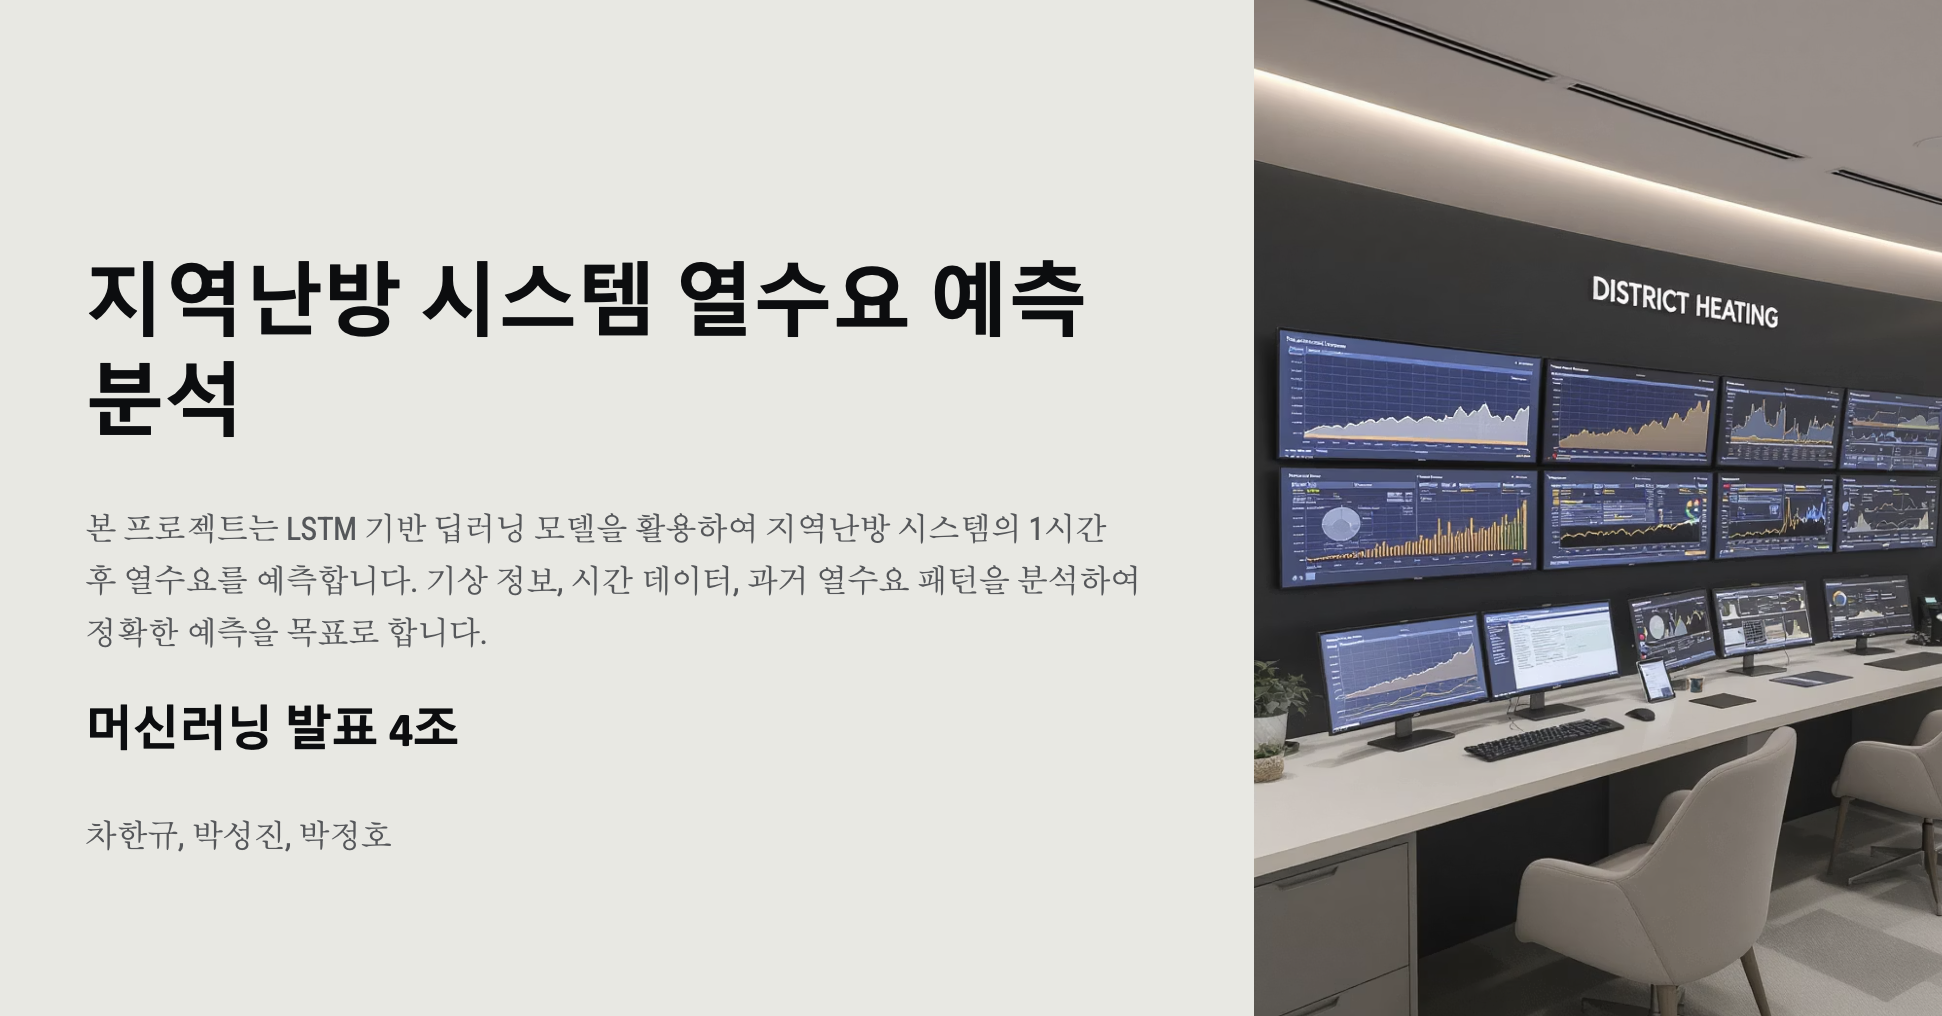 지역난방 시스템 열수요 예측
분석
본 프로젝트는 LSTM 기반 딥러닝 모델을 활용하여 지역난방 시스템의 1시간
후 열수요를 예측합니다. 기상 정보, 시간 데이터, 과거 열수요 패턴을 분석하여
정확한 예측을 목표로 합니다.
머신러닝 발표 4조
차한규, 박성진, 박정호
DISTRICT HEATING